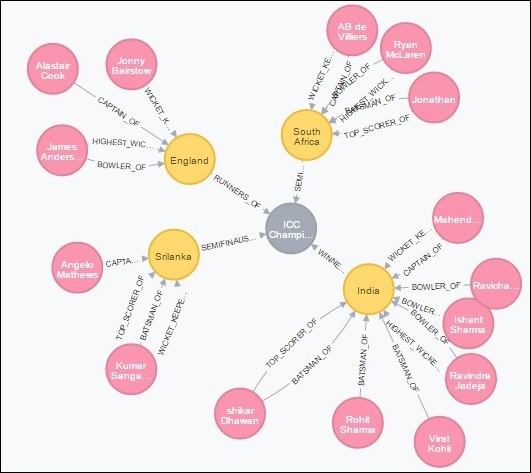 AB de
Villiers
Ryan
McLaren
Jonny
Bairstow
Alastair
Cook
Jonathan
WICKET_KE...
CAPTAIN_OF
BOWLER_OF
BATSMAN_OF
TOP_SCORER_OF
CAPTAIN_OF
WICKET_K...
South
Africa
James
Anders...
HIGHEST_WIC...
BOWLER_OF
England
RUNNERS_OF
SEMI...
ICC
Champi...
Mahend...
WICKET_KE...
CAPTAIN_OF
Angelo
Mathews
CAPTA...
Srilanka
SEMIFINALIS...
WINNE...
India
BOWLER_OF
Ravicha...
BOWLER...
Ishant
Sharma
BOWLER_OF
TOP_SCORER_OF
BATSMAN_OF
WICKET_KEEPE...
HIGHEST_WICKE...
Kumar
Sanga...
Ravindra
Jadeja
TOP_SCORER_OF
BATSMAN_OF
BATSMAN_OF
BATSMAN_OF
shikar
Dhawan
Rohit
Sharma
Virat
Kohli